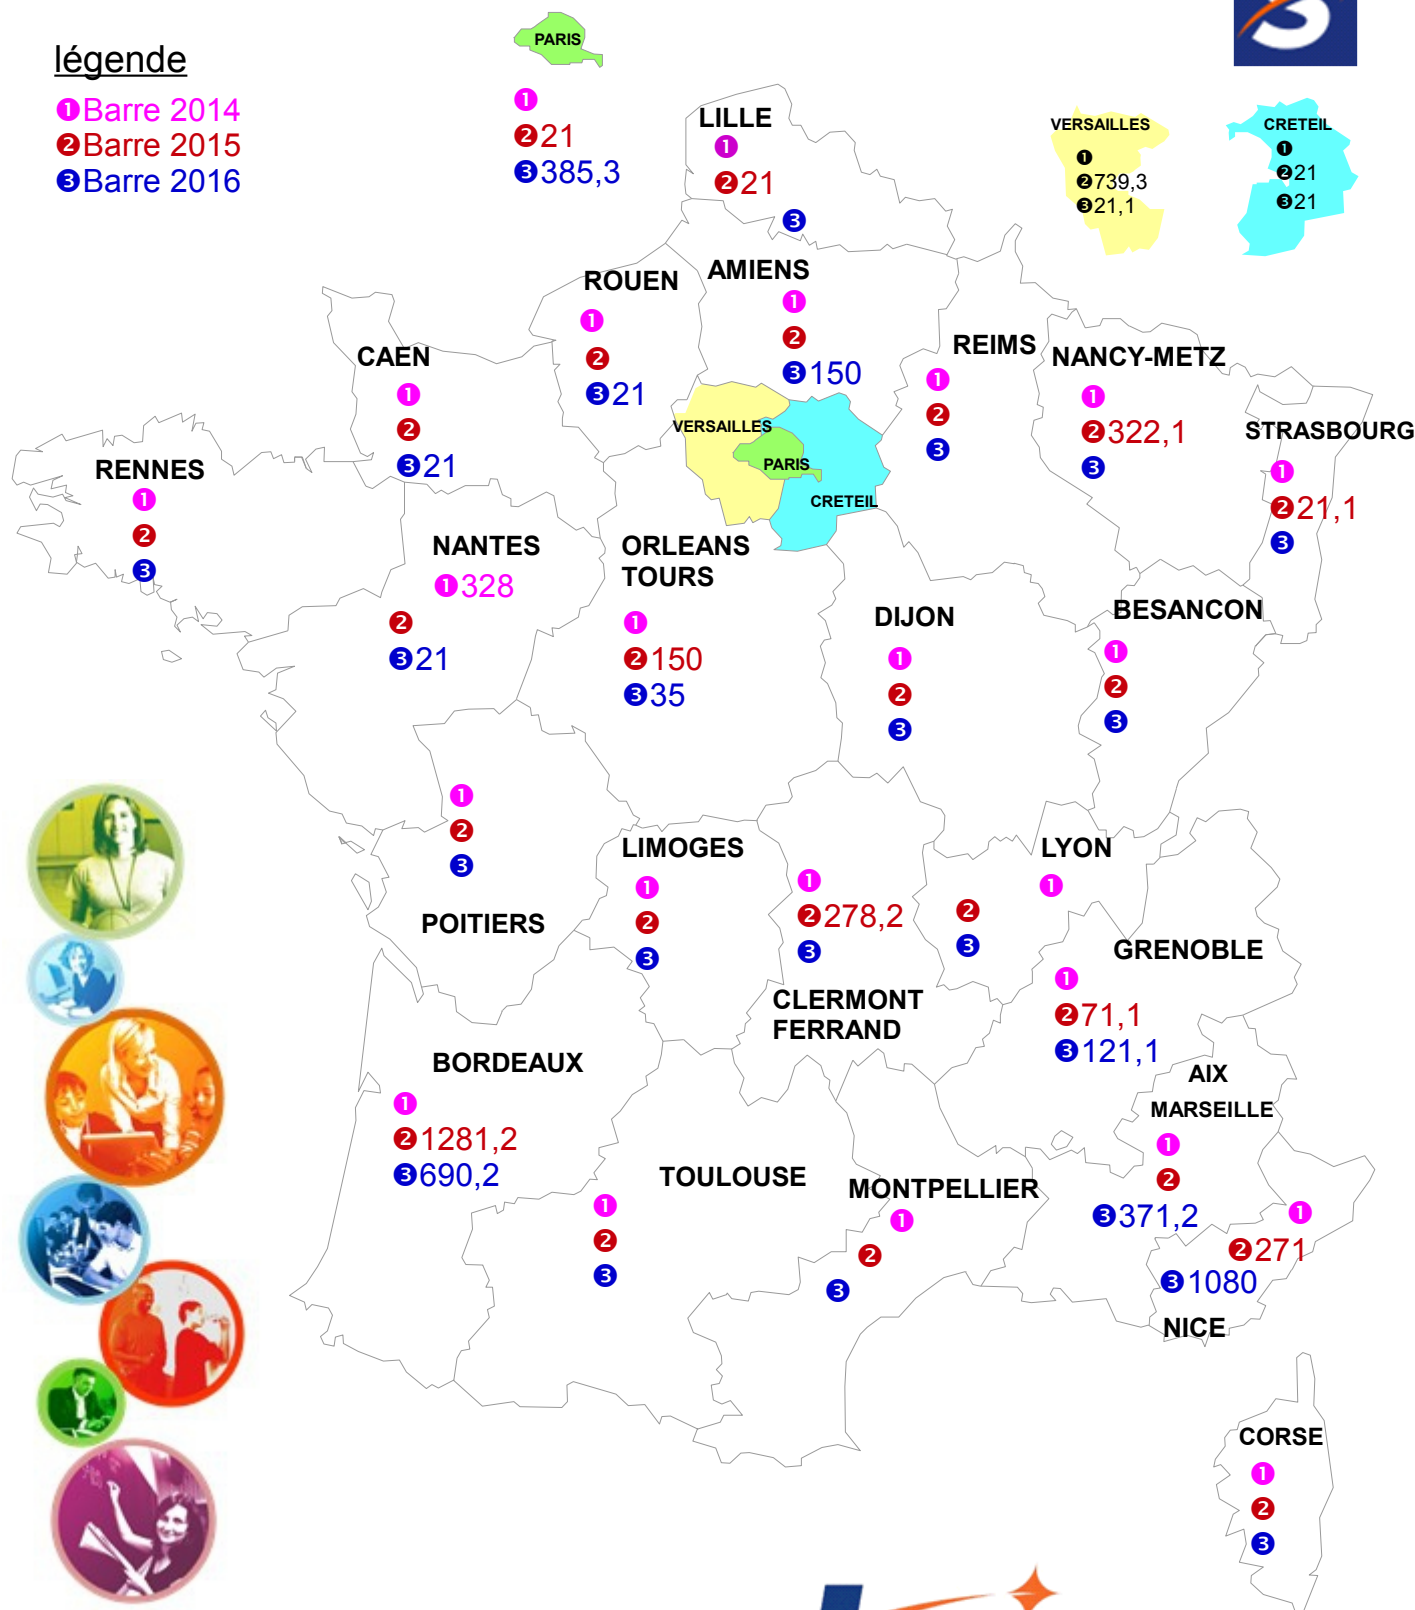 légende
❶Barre 2014
❷Barre 2015
❸Barre 2016
PARIS
❶
❷21
❸385,3
LILLE
❶
❷21
❸
VERSAILLES
❶
❷739,3
❸21,1
CRETEIL
❶
❷21
❸21
ROUEN
❶
❷
❸21
AMIENS
❶
❷
❸150
CAEN
❶
❷
❸21
REIMS
❶
❷
❸
NANCY-METZ
❶
❷322,1
❸
STRASBOURG
❶
❷21,1
❸
VERSAILLES
PARIS
CRETEIL
RENNES
❶
❷
❸
NANTES
❶328
❷
❸21
ORLEANS
TOURS
❶
❷150
❸35
DIJON
❶
❷
❸
BESANCON
❶
❷
❸
❶
❷
❸
POITIERS
LIMOGES
❶
❷
❸
❶
❷278,2
❸
CLERMONT
FERRAND
LYON
❶
❷
❸
GRENOBLE
❶
❷71,1
❸121,1
BORDEAUX
❶
❷1281,2
❸690,2
AIX
MARSEILLE
❶
❷
❸371,2
TOULOUSE
❶
❷
❸
MONTPELLIER
❶
❷
❸
❶
❷271
❸1080
NICE
CORSE
❶
❷
❸